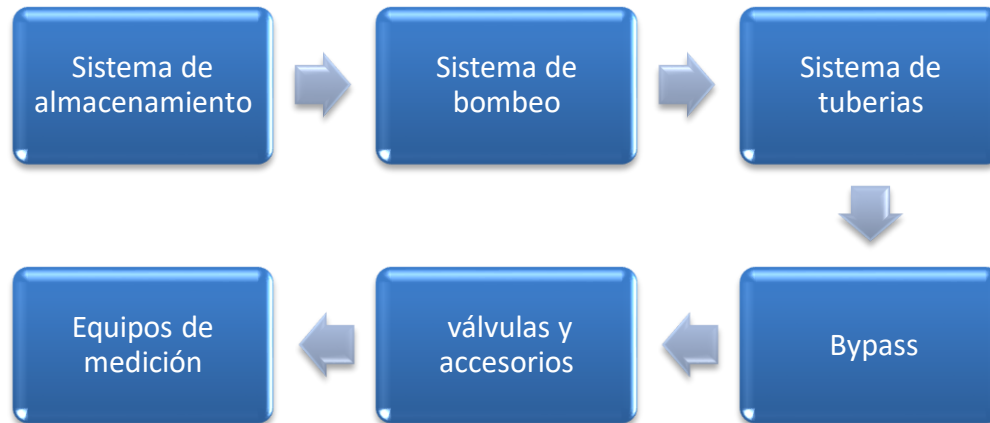 Sistema de
almacenamiento
Sistema de
bombeo
Sistema de
tuberias
Bypass
válvulas y
accesorios
Equipos de
medición